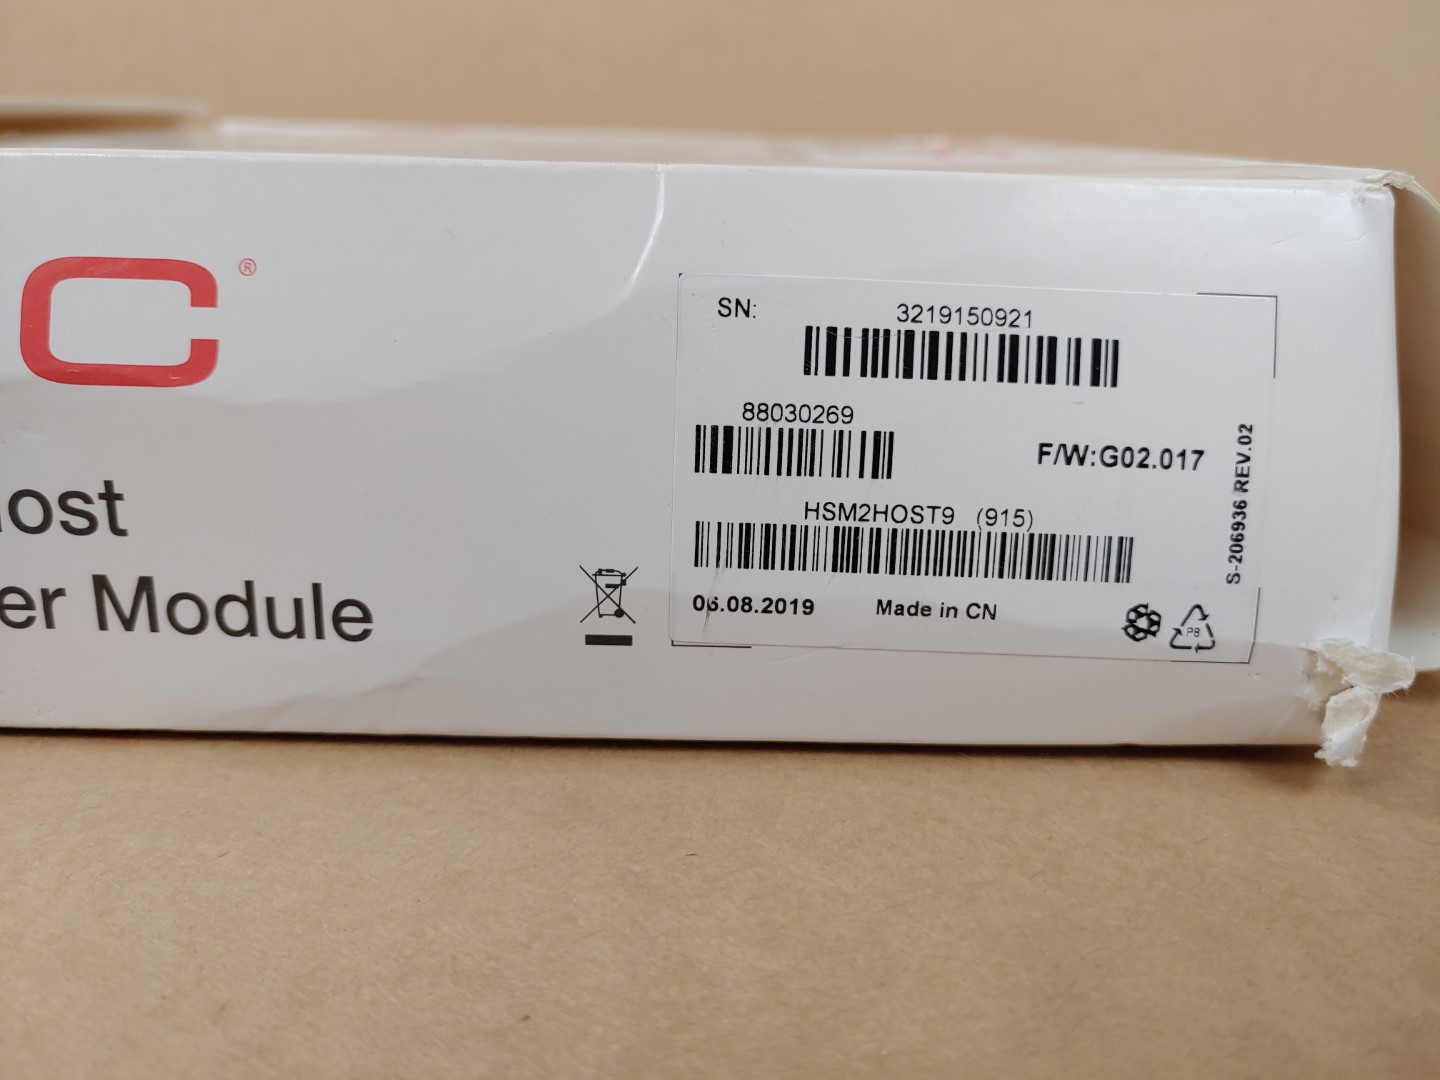 C®
ost
er Module
SN: 3219150921
88030269
F/W:G02.017
HSM2HOST9 (915)
06.08.2019 Made in CN
PB
S-206936 REV.02